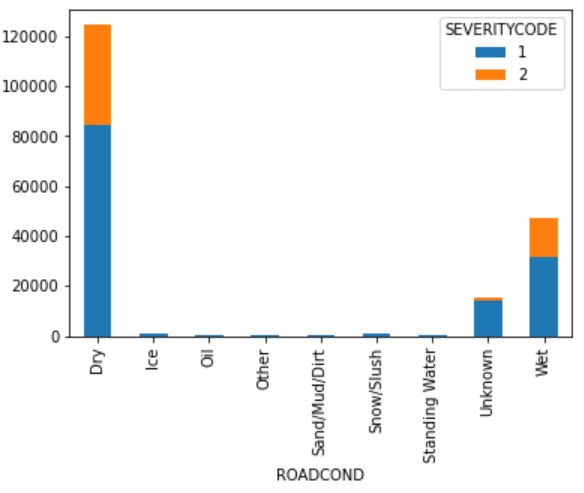 SEVERITYCODE
1
2
120000
100000
80000
60000
40000
20000
0
Dry
Ice
Oil
Other
Sand/Mud/Dirt
Snow/Slush
Standing Water
Unknown
Wet
ROADCOND